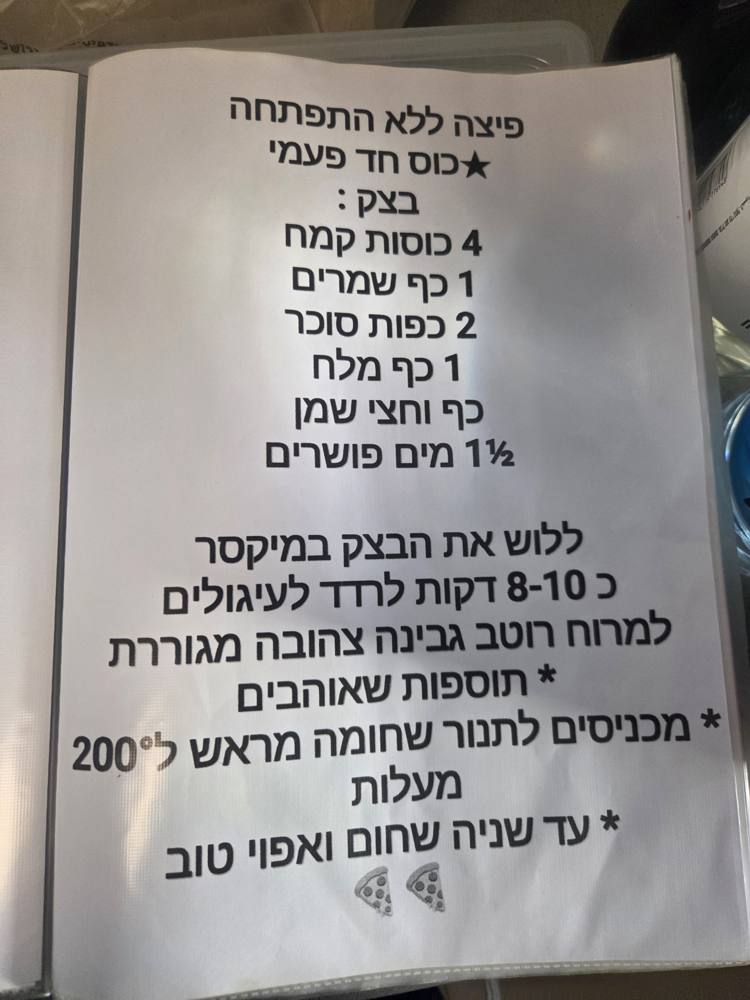 פיצה ללא התפתחה
★כוס חד פעמי
בצק :
4 כוסות קמח
1 כף שמרים
2 כפות סוכר
1 כף מלח
כף וחצי שמן
1½ מים פושרים
ללוש את הבצק במיקסר
כ 8-10 דקות לרדד לעיגולים
למרוח רוטב גבינה צהובה מגוררת
* תוספות שאוהבים
* מכניסים לתנור שחומה מראש ל200°
מעלות
* עד שניה שחום ואפוי טוב